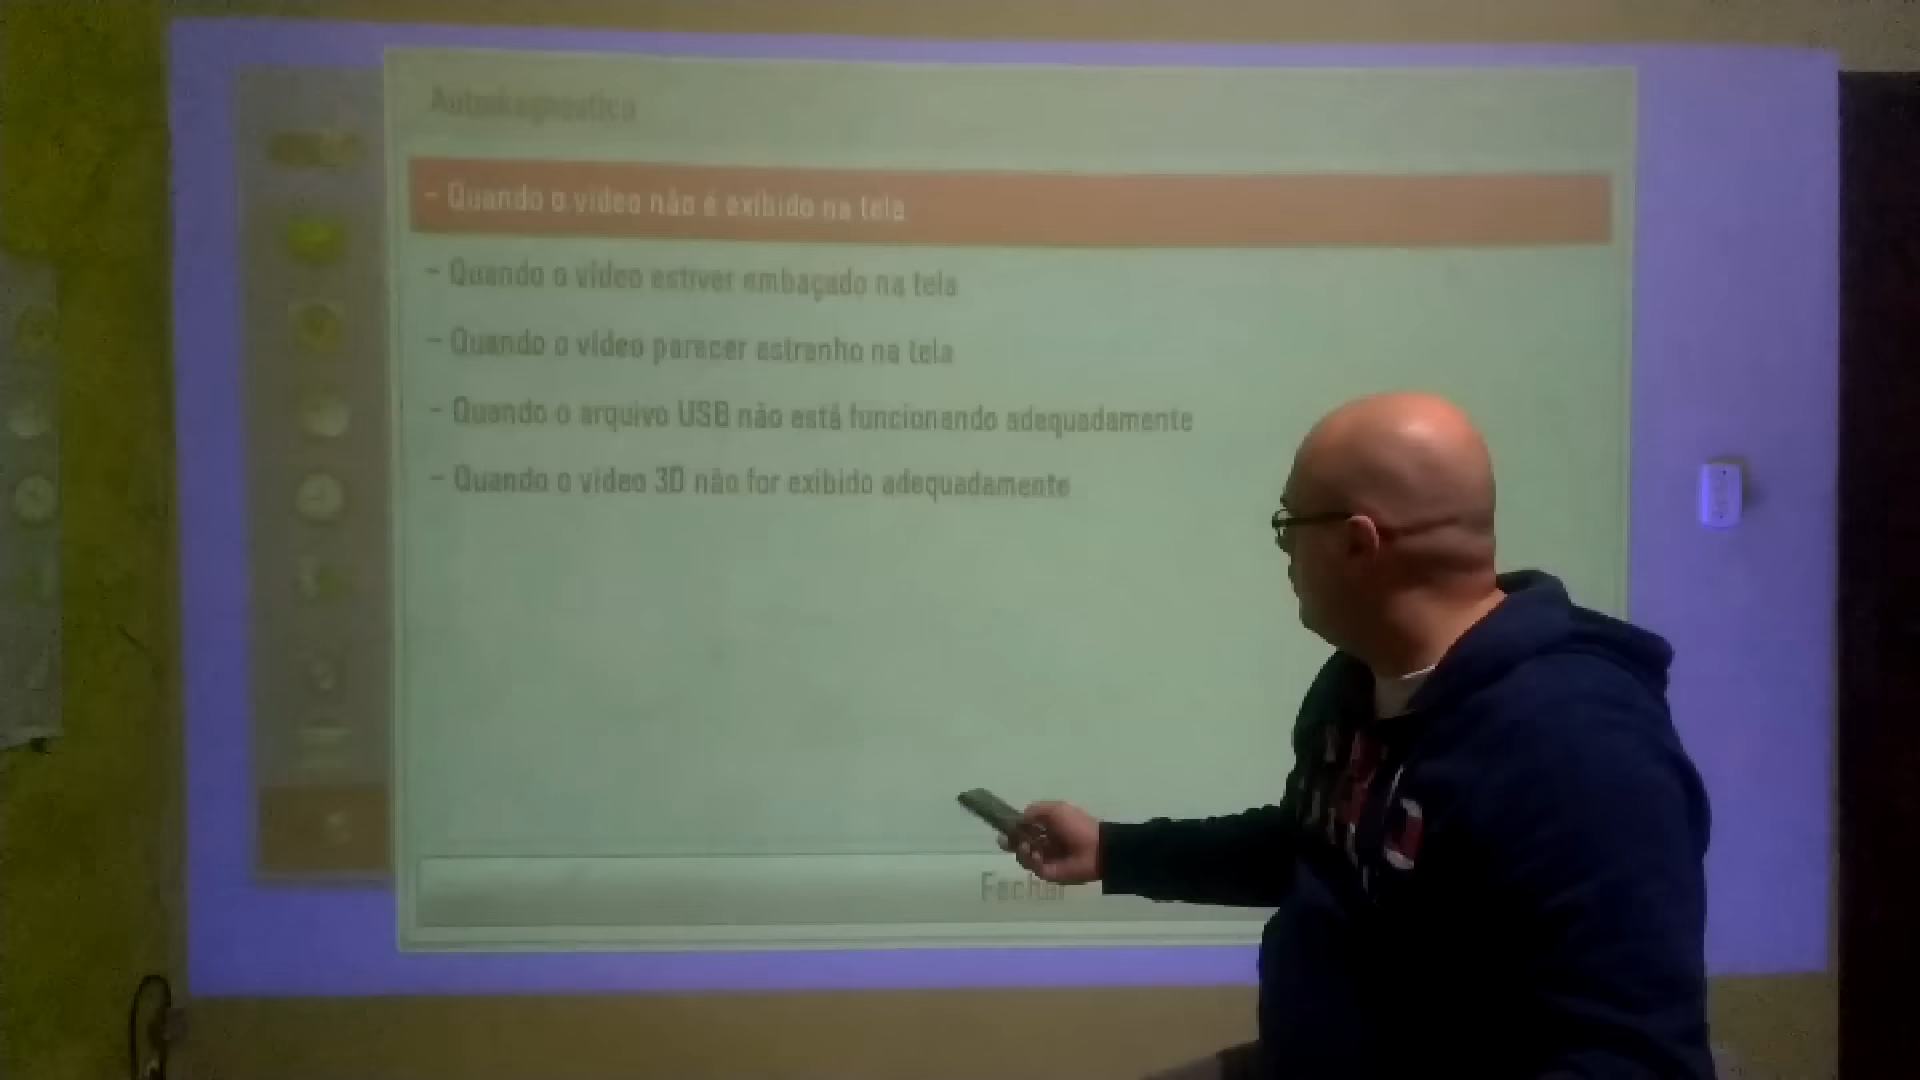 Autodiagnostico
- Quando o vídeo não é exibido na tela
- Quando o vídeo estiver embaçado na tela
- Quando o vídeo parecer estranho na tela
- Quando o arquivo USB não está funcionando adequadamente
- Quando o vídeo 3D não for exibido adequadamente
Fechar